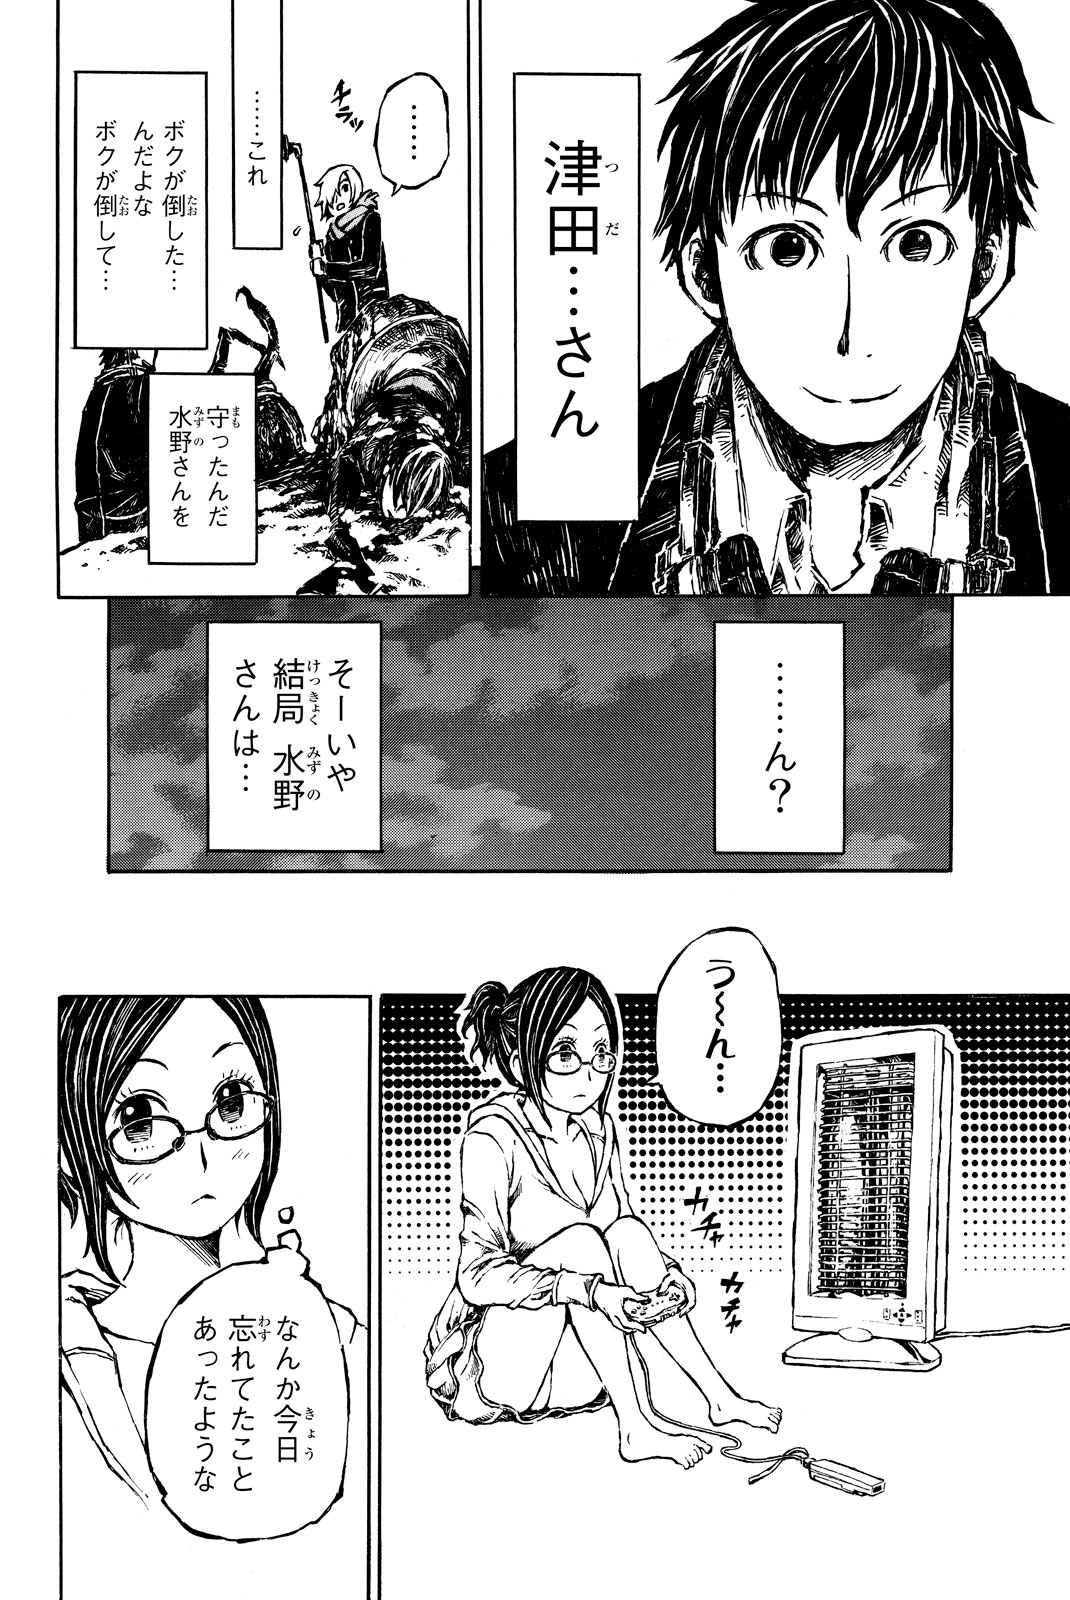 津田…さん
……
チラッ
……これ
ボクが倒した…
んだよな
ボクが倒して…
守ったんだ
水野さんを
……ん？
そーいや
結局 水野
さんは…
う〜ん…
カチャ
カチャ
なんか今日
忘れてたこと
あったような